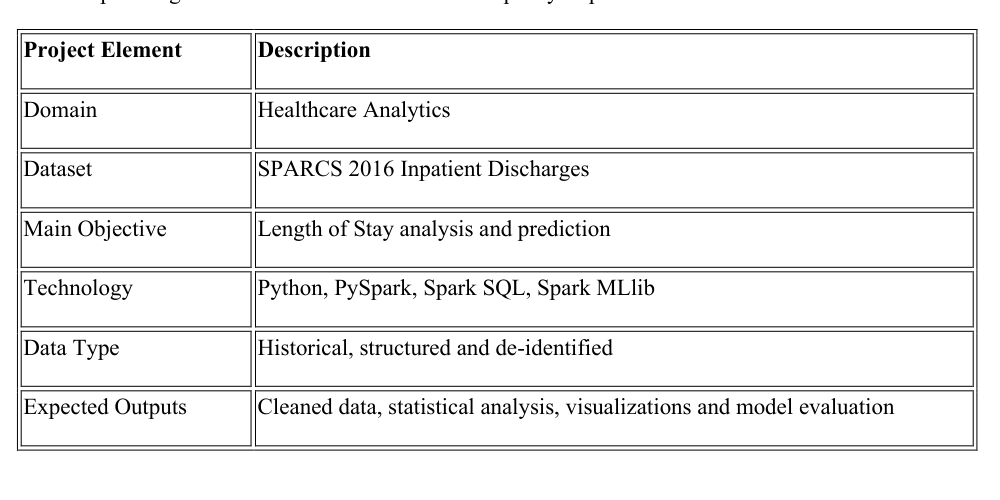 Project Element Description
Domain Healthcare Analytics
Dataset SPARCS 2016 Inpatient Discharges
Main Objective Length of Stay analysis and prediction
Technology Python, PySpark, Spark SQL, Spark MLlib
Data Type Historical, structured and de-identified
Expected Outputs Cleaned data, statistical analysis, visualizations and model evaluation